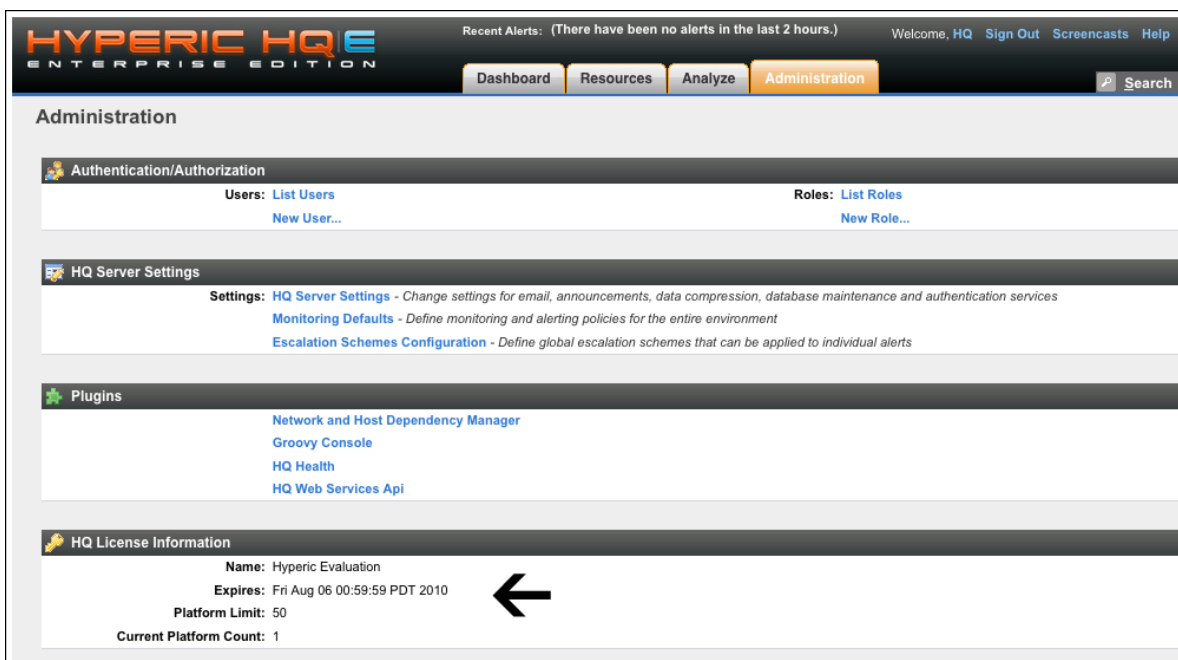 HYPERIC HQ|E
ENTERPRISE EDITION
Recent Alerts: (There have been no alerts in the last 2 hours.)
Welcome, HQ Sign Out Screencasts Help
Dashboard Resources Analyze Administration
Search
Administration
Authentication/Authorization
Users: List Users Roles: List Roles
New User... New Role...
HQ Server Settings
Settings: HQ Server Settings - Change settings for email, announcements, data compression, database maintenance and authentication services
Monitoring Defaults - Define monitoring and alerting policies for the entire environment
Escalation Schemes Configuration - Define global escalation schemes that can be applied to individual alerts
Plugins
Network and Host Dependency Manager
Groovy Console
HQ Health
HQ Web Services Api
HQ License Information
Name: Hyperic Evaluation
Expires: Fri Aug 06 00:59:59 PDT 2010
Platform Limit: 50
Current Platform Count: 1